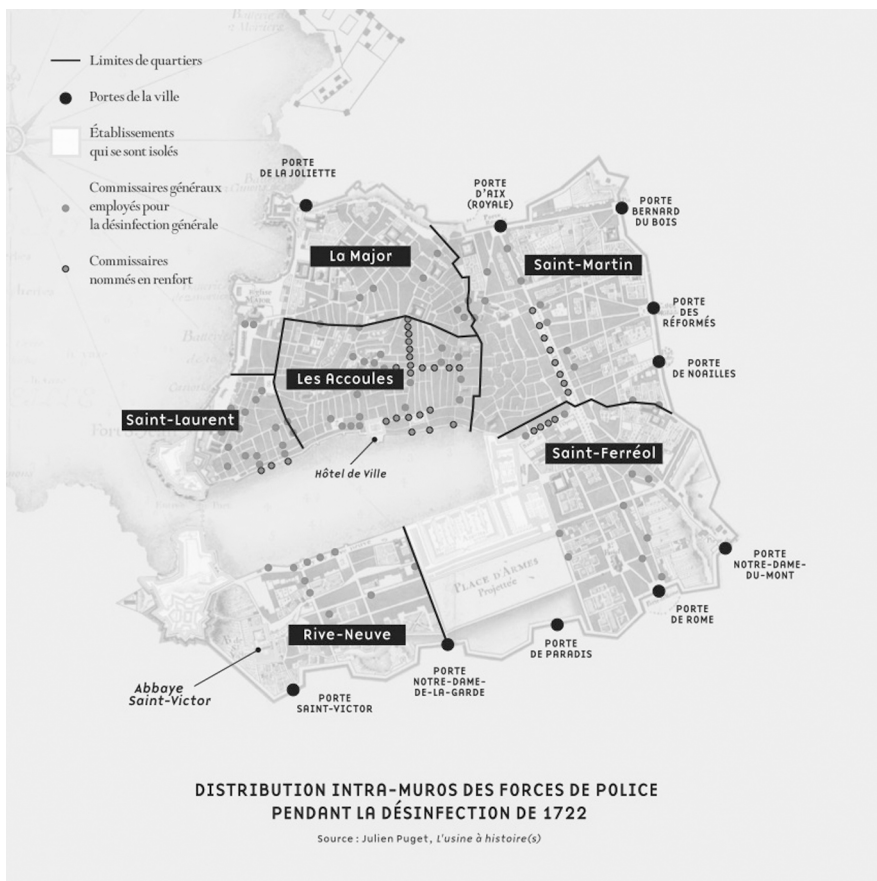 Limites de quartiers
Portes de la ville
Établissements
qui se sont isolés
Commissaires généraux
employés pour
la désinfection générale
Commissaires
nommés en renfort
PORTE
DE LA JOLIETTE
PORTE
D'AIX
(ROYALE)
PORTE
BERNARD
DU BOIS
La Major
Saint-Martin
PORTE
DES
RÉFORMÉS
PORTE
DE NOAILLES
Les Accoules
Saint-Laurent
Saint-Ferréol
Hôtel de Ville
PORTE
NOTRE-DAME-
DU-MONT
PLACE D'ARMES
Projettée
PORTE
DE ROME
Rive-Neuve
PORTE
DE PARADIS
PORTE
NOTRE-DAME-
DE-LA-GARDE
Abbaye
Saint-Victor
PORTE
SAINT-VICTOR
DISTRIBUTION INTRA-MUROS DES FORCES DE POLICE
PENDANT LA DÉSINFECTION DE 1722
Source : Julien Puget, L'usine à histoire(s)